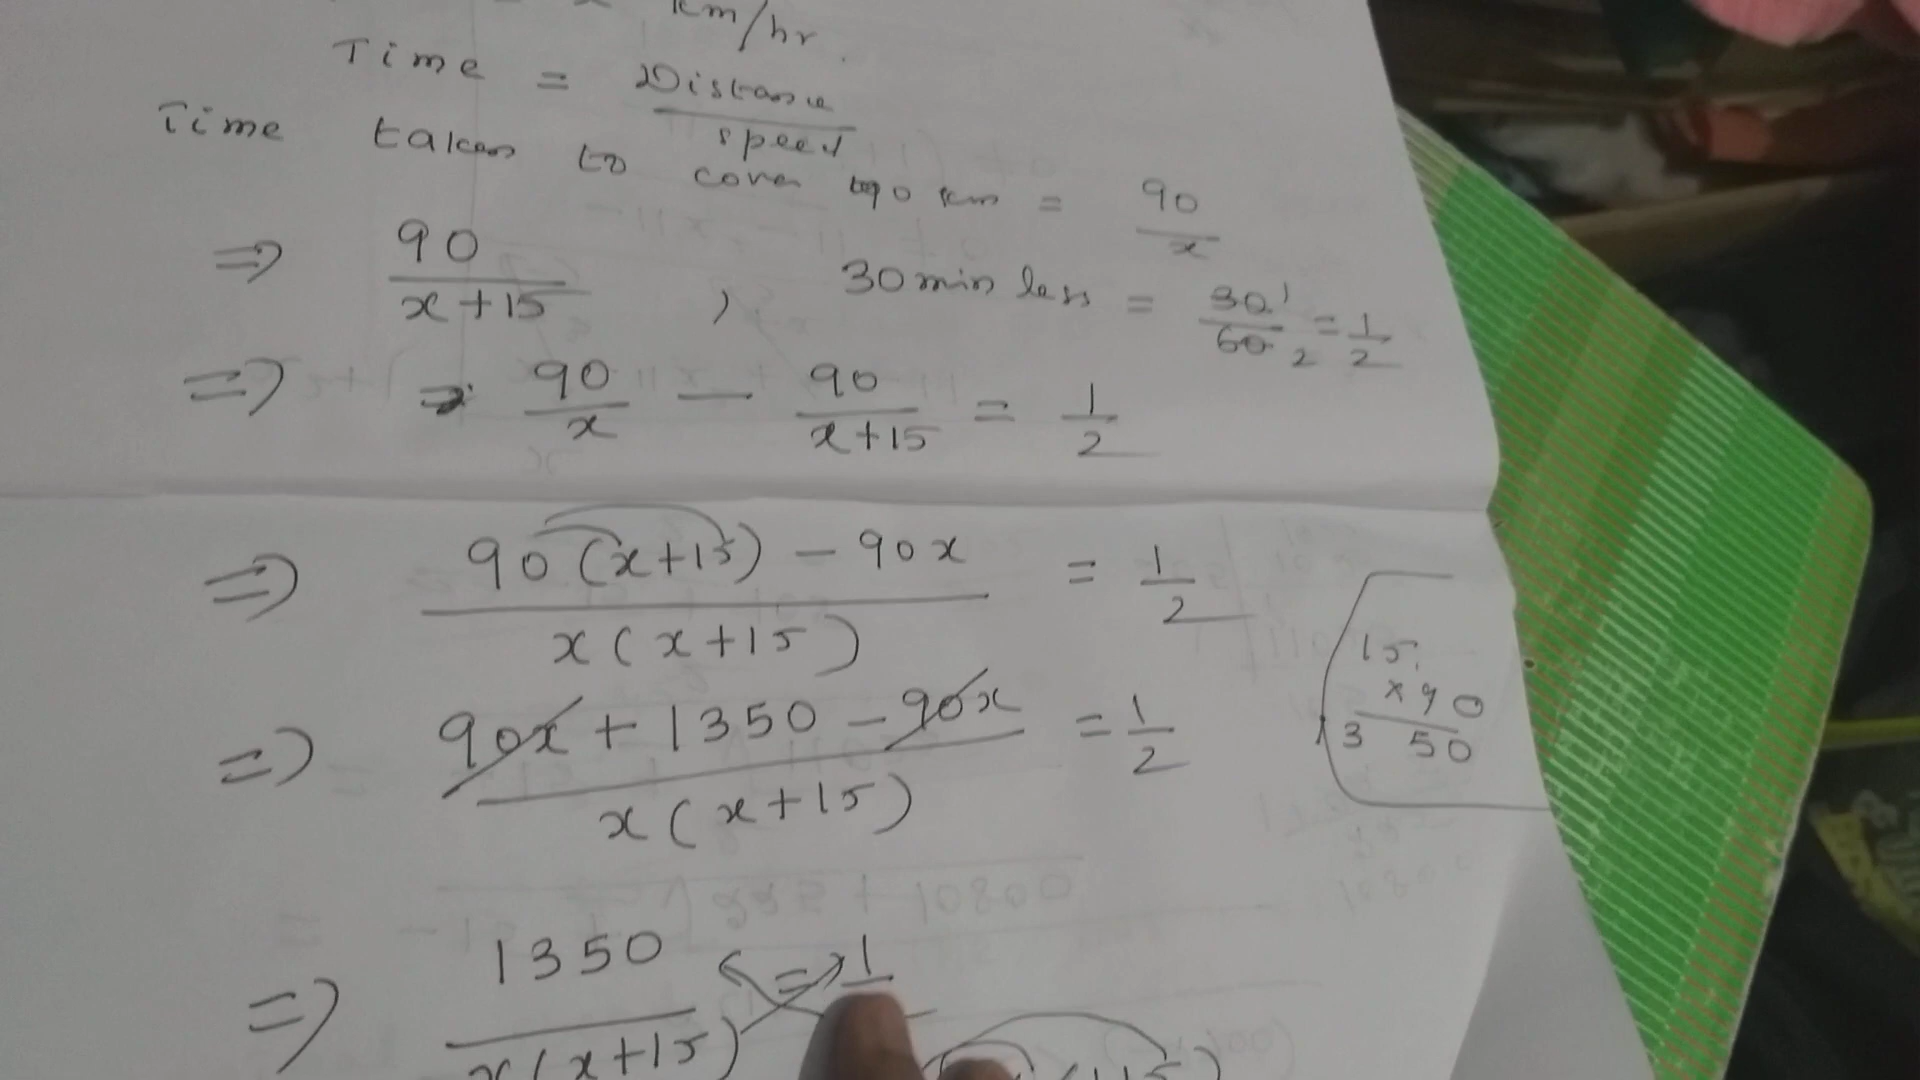 km/hr.
Time = Distance / speed
Time taken to cover 90 km = 90/x
⇒ 90/(x+15) , 30 min less = 30/60 = 1/2
⇒ 90/x − 90/(x+15) = 1/2
⇒ (90(x+15) − 90x) / (x(x+15)) = 1/2
⇒ (90x + 1350 − 90x) / (x(x+15)) = 1/2
15
×90
1350
⇒ 1350 / (x(x+15)) = 1